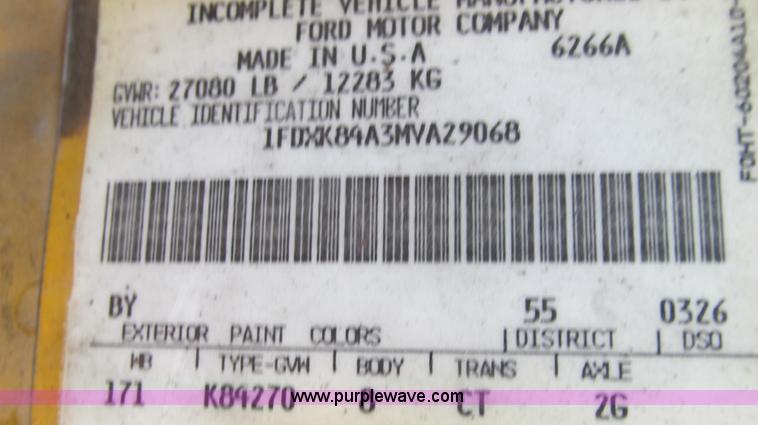 INCOMPLETE VEHICLE
FORD MOTOR COMPANY
MADE IN U.S.A 6266A
GVWR: 27080 LB / 12283 KG
VEHICLE IDENTIFICATION NUMBER
1FDXK84A3MVA29068
BY 55 0326
EXTERIOR PAINT COLORS | DISTRICT | DSO
WB | TYPE-GVW | BODY | TRANS | AXLE
171 K84270 CT 2G
www.purplewave.com